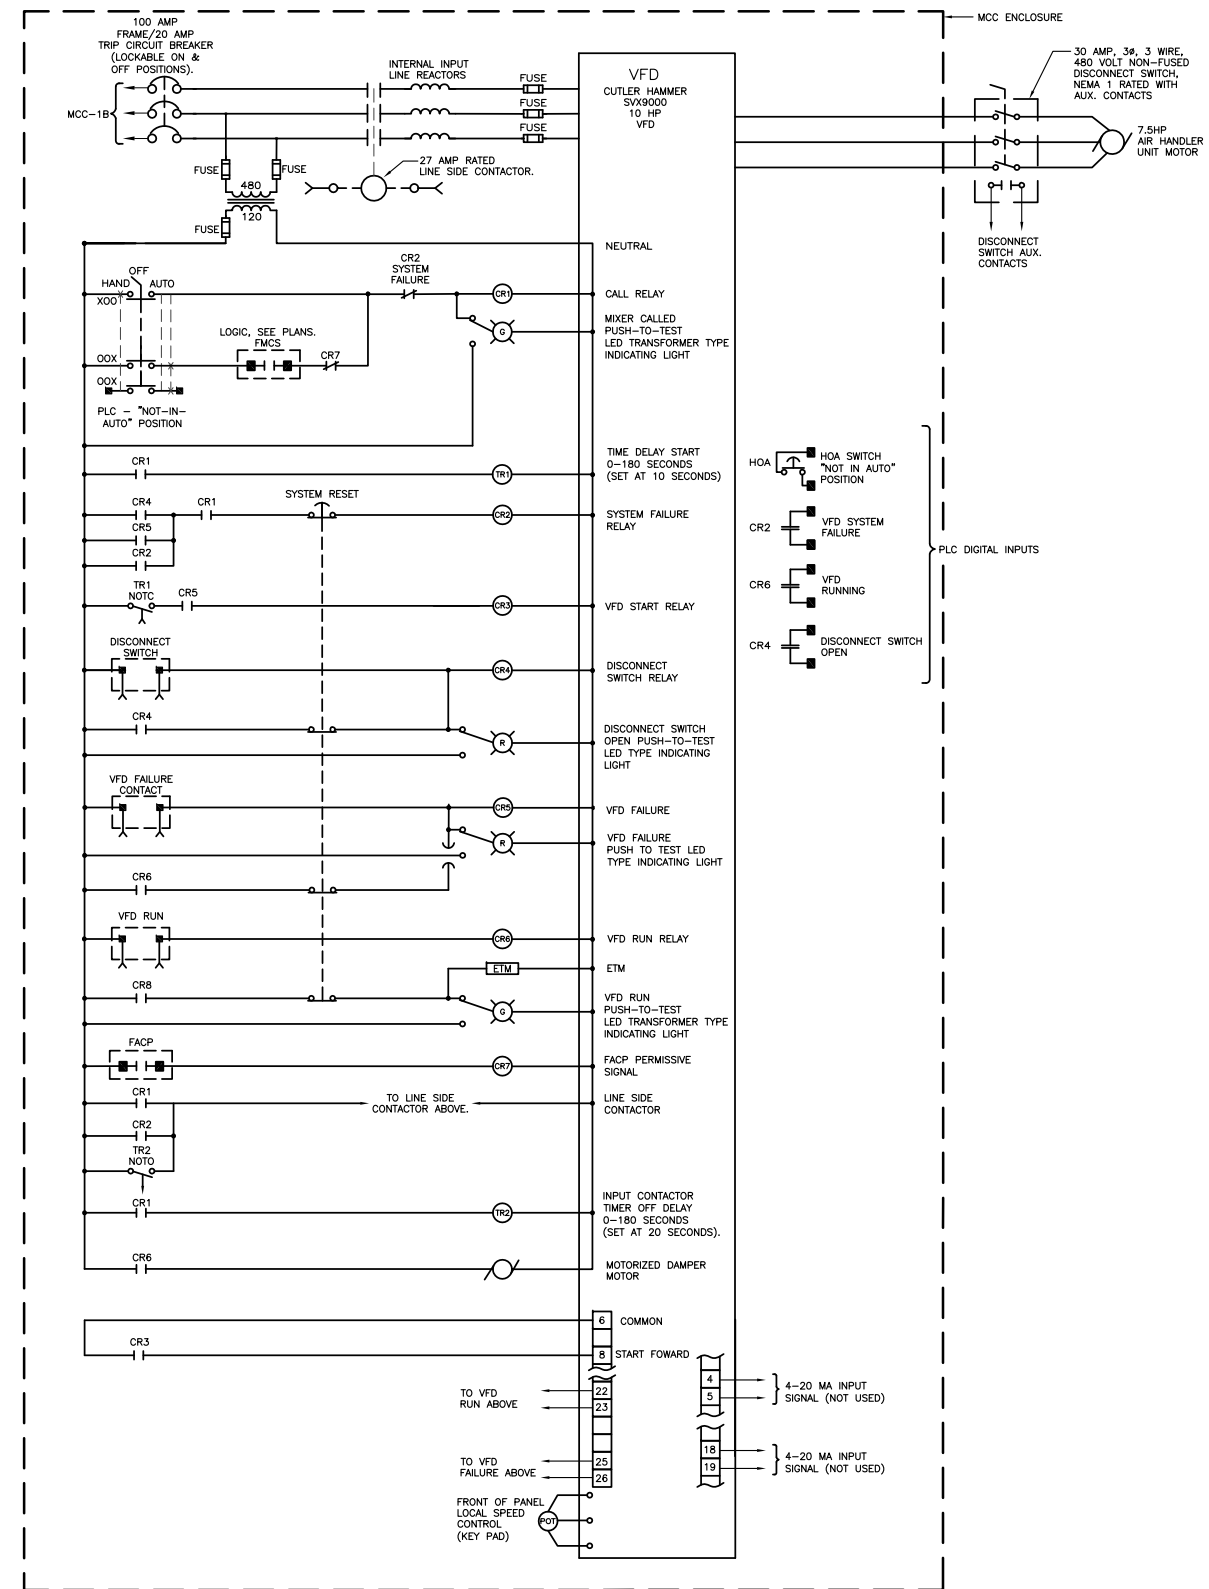 MCC ENCLOSURE
100 AMP
FRAME/20 AMP
TRIP CIRCUIT BREAKER
(LOCKABLE ON &
OFF POSITIONS).
MCC-1B
INTERNAL INPUT
LINE REACTORS
FUSE
FUSE
FUSE
VFD
CUTLER HAMMER
SVX9000
10 HP
VFD
30 AMP, 3ø, 3 WIRE,
480 VOLT NON-FUSED
DISCONNECT SWITCH,
NEMA 1 RATED WITH
AUX. CONTACTS
7.5HP
AIR HANDLER
UNIT MOTOR
FUSE
FUSE
480
120
FUSE
27 AMP RATED
LINE SIDE CONTACTOR.
DISCONNECT
SWITCH AUX.
CONTACTS
NEUTRAL
OFF
HAND
AUTO
XOO
CR2
SYSTEM
FAILURE
CR1
CALL RELAY
LOGIC, SEE PLANS.
FMCS
CR7
G
MIXER CALLED
PUSH-TO-TEST
LED TRANSFORMER TYPE
INDICATING LIGHT
OOX
OOX
PLC - "NOT-IN-
AUTO" POSITION
CR1
TR1
TIME DELAY START
0-180 SECONDS
(SET AT 10 SECONDS)
HOA
HOA SWITCH
"NOT IN AUTO"
POSITION
SYSTEM RESET
CR4
CR1
CR5
CR2
CR2
SYSTEM FAILURE
RELAY
CR2
VFD SYSTEM
FAILURE
PLC DIGITAL INPUTS
CR6
VFD
RUNNING
TR1
NOTC
CR5
CR3
VFD START RELAY
CR4
DISCONNECT SWITCH
OPEN
DISCONNECT
SWITCH
CR4
DISCONNECT
SWITCH RELAY
CR4
R
DISCONNECT SWITCH
OPEN PUSH-TO-TEST
LED TYPE INDICATING
LIGHT
VFD FAILURE
CONTACT
CR5
VFD FAILURE
R
VFD FAILURE
PUSH TO TEST LED
TYPE INDICATING LIGHT
CR6
VFD RUN
CR6
VFD RUN RELAY
ETM
ETM
CR8
G
VFD RUN
PUSH-TO-TEST
LED TRANSFORMER TYPE
INDICATING LIGHT
FACP
CR7
FACP PERMISSIVE
SIGNAL
CR1
TO LINE SIDE
CONTACTOR ABOVE.
LINE SIDE
CONTACTOR
CR2
TR2
NOTO
CR1
TR2
INPUT CONTACTOR
TIMER OFF DELAY
0-180 SECONDS
(SET AT 20 SECONDS).
CR6
MOTORIZED DAMPER
MOTOR
6
COMMON
CR3
8
START FOWARD
4
5
4-20 MA INPUT
SIGNAL (NOT USED)
TO VFD
RUN ABOVE
22
23
18
19
4-20 MA INPUT
SIGNAL (NOT USED)
TO VFD
FAILURE ABOVE
25
26
FRONT OF PANEL
LOCAL SPEED
CONTROL
(KEY PAD)
POT